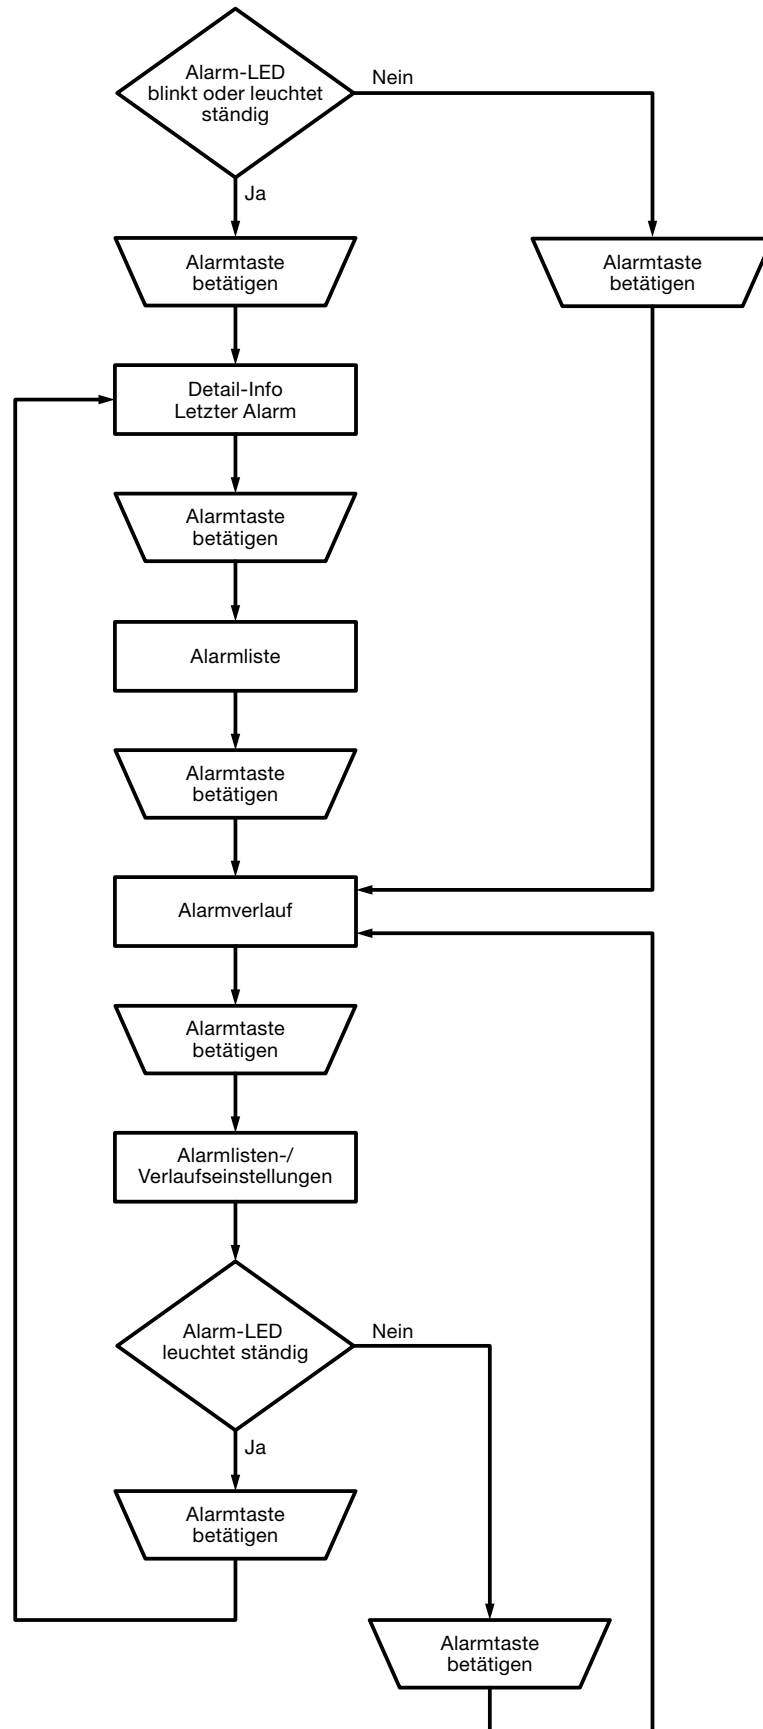 Alarm-LED
blinkt oder leuchtet
ständig
Nein
Ja
Alarmtaste
betätigen
Alarmtaste
betätigen
Detail-Info
Letzter Alarm
Alarmtaste
betätigen
Alarmliste
Alarmtaste
betätigen
Alarmverlauf
Alarmtaste
betätigen
Alarmlisten-/
Verlaufseinstellungen
Alarm-LED
leuchtet ständig
Nein
Ja
Alarmtaste
betätigen
Alarmtaste
betätigen